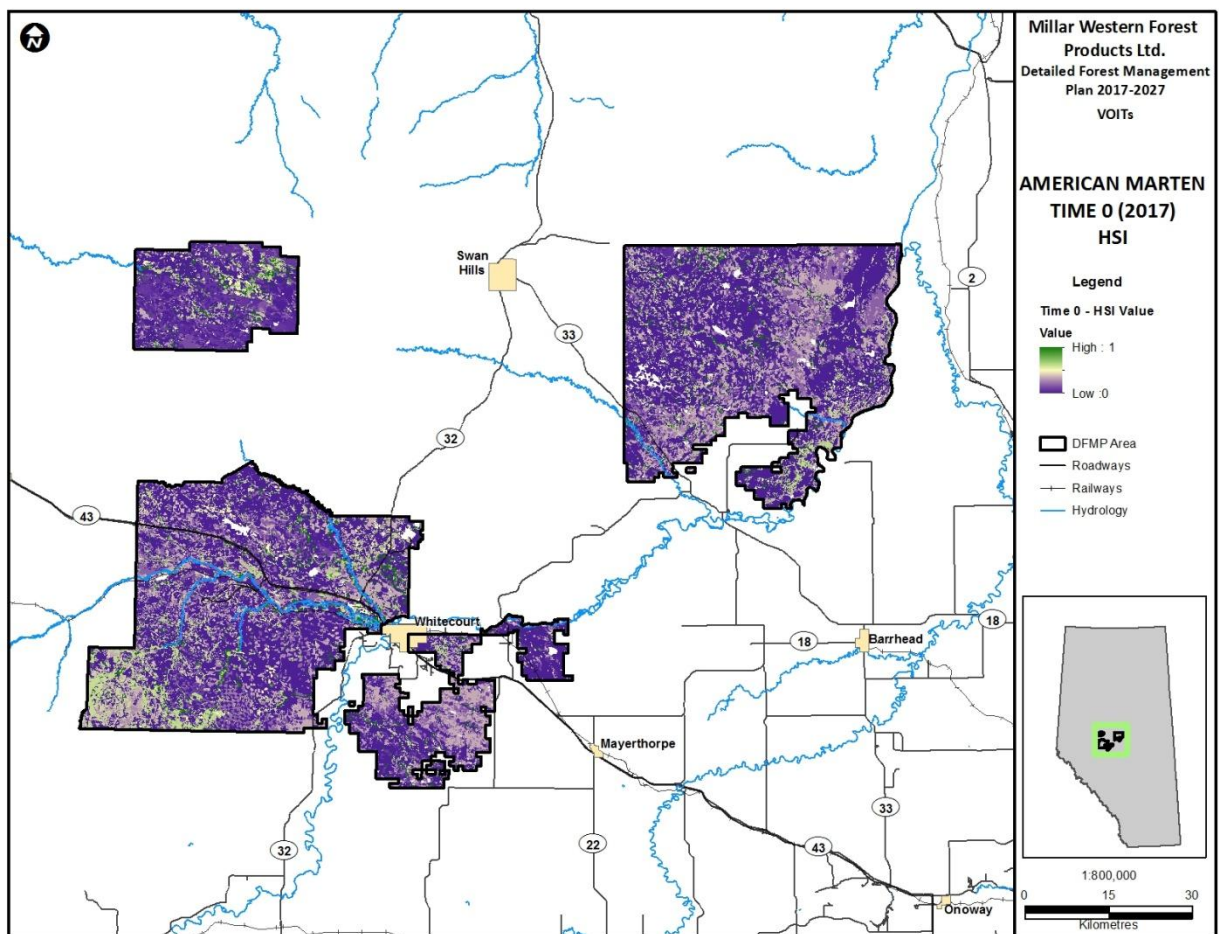 N
Swan
Hills
2
33
32
43
Whitecourt
18
Barrhead
18
Mayerthorpe
33
32
22
43
Onoway
Millar Western Forest
Products Ltd.
Detailed Forest Management
Plan 2017-2027
VOITs
AMERICAN MARTEN
TIME 0 (2017)
HSI
Legend
Time 0 - HSI Value
Value
High : 1
Low :0
DFMP Area
Roadways
Railways
Hydrology
1:800,000
0 15 30
Kilometres